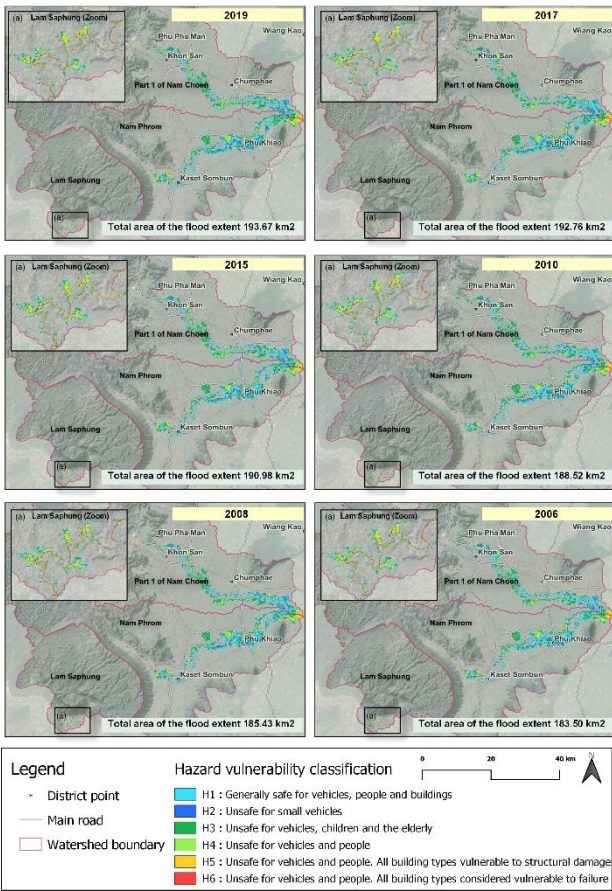 2019
(a) Lam Saphung (Zoom)
Wiang Kao
Phu Pha Man
Khon San
Chumphae
Part 1 of Nam Choen
Nam Phrom
Phu Khiao
Lam Saphung
Kaset Sombun
(a)
Total area of the flood extent 193.67 km2
2017
(a) Lam Saphung (Zoom)
Wiang Kao
Phu Pha Man
Khon San
Chumphae
Part 1 of Nam Choen
Nam Phrom
Phu Khiao
Lam Saphung
Kaset Sombun
(a)
Total area of the flood extent 192.76 km2
2015
(a) Lam Saphung (Zoom)
Wiang Kao
Phu Pha Man
Khon San
Chumphae
Part 1 of Nam Choen
Nam Phrom
Phu Khiao
Lam Saphung
Kaset Sombun
(a)
Total area of the flood extent 190.98 km2
2010
(a) Lam Saphung (Zoom)
Wiang Kao
Phu Pha Man
Khon San
Chumphae
Part 1 of Nam Choen
Nam Phrom
Phu Khiao
Lam Saphung
Kaset Sombun
(a)
Total area of the flood extent 188.52 km2
2008
(a) Lam Saphung (Zoom)
Wiang Kao
Phu Pha Man
Khon San
Chumphae
Part 1 of Nam Choen
Nam Phrom
Phu Khiao
Lam Saphung
Kaset Sombun
(a)
Total area of the flood extent 185.43 km2
2006
(a) Lam Saphung (Zoom)
Wiang Kao
Phu Pha Man
Khon San
Chumphae
Part 1 of Nam Choen
Nam Phrom
Phu Khiao
Lam Saphung
Kaset Sombun
(a)
Total area of the flood extent 183.50 km2
Legend
District point
Main road
Watershed boundary
Hazard vulnerability classification
0 20 40 km
N
H1 : Generally safe for vehicles, people and buildings
H2 : Unsafe for small vehicles
H3 : Unsafe for vehicles, children and the elderly
H4 : Unsafe for vehicles and people
H5 : Unsafe for vehicles and people. All building types vulnerable to structural damage
H6 : Unsafe for vehicles and people. All building types considered vulnerable to failure